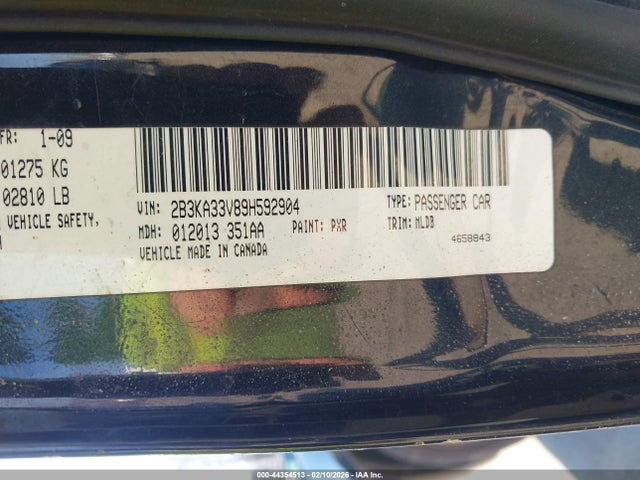 FR: 1-09
01275 KG
02810 LB
VEHICLE SAFETY,
VIN: 2B3KA33V89H592904
TYPE: PASSENGER CAR
MDH: 012013 351AA
PAINT: PXR
TRIM: MLDB
VEHICLE MADE IN CANADA
4658843
000-44354513 - 02/10/2026 - IAA Inc.